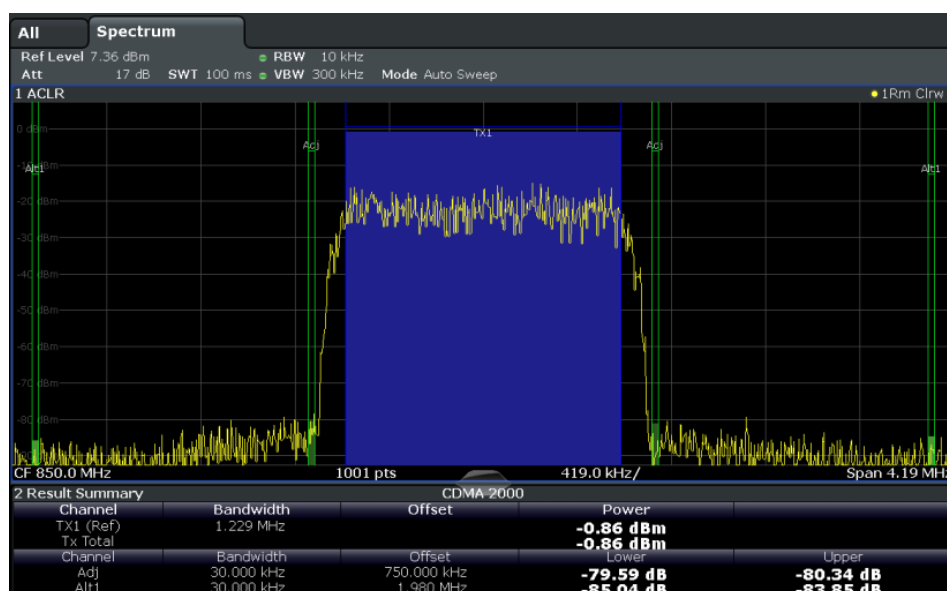 All Spectrum
Ref Level 7.36 dBm RBW 10 kHz
Att 17 dB SWT 100 ms VBW 300 kHz Mode Auto Sweep
1 ACLR 1Rm Clrw
0 dBm
TX1
Adj Adj
-10 dBm
Alt1 Alt1
-20 dBm
-30 dBm
-40 dBm
-50 dBm
-60 dBm
-70 dBm
-80 dBm
CF 850.0 MHz 1001 pts 419.0 kHz/ Span 4.19 MHz
2 Result Summary CDMA 2000
Channel Bandwidth Offset Power
TX1 (Ref) 1.229 MHz -0.86 dBm
Tx Total -0.86 dBm
Channel Bandwidth Offset Lower Upper
Adj 30.000 kHz 750.000 kHz -79.59 dB -80.34 dB
Alt1 30.000 kHz 1.980 MHz -85.04 dB -83.85 dB